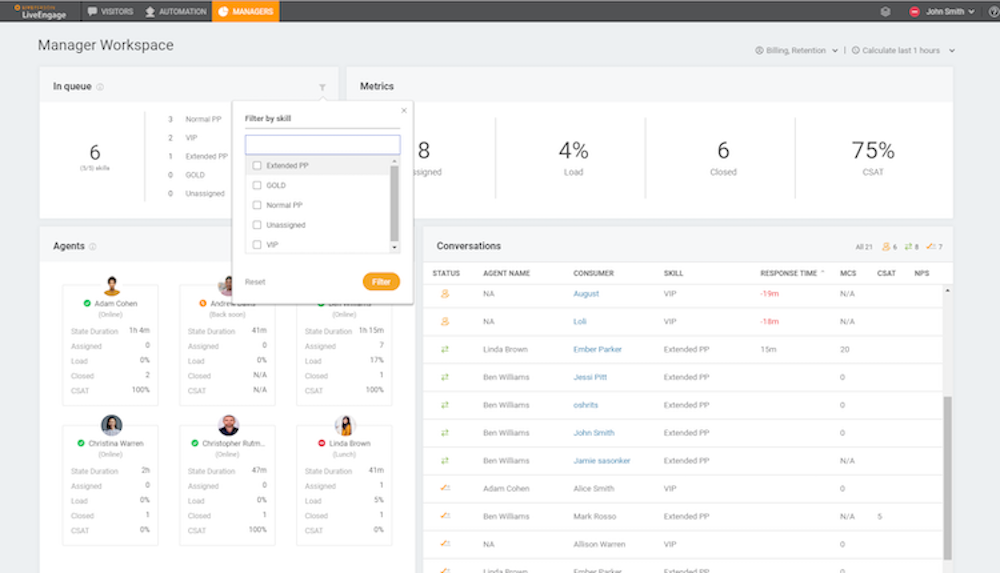 LIVEPERSON
LiveEngage
VISITORS
AUTOMATION
MANAGERS
John Smith
Manager Workspace
Billing, Retention
Calculate last 1 hours
In queue
6
(5/5) skills
3 Normal PP
2 VIP
1 Extended PP
0 GOLD
0 Unassigned
Filter by skill
Extended PP
GOLD
Normal PP
Unassigned
VIP
Reset
Filter
Metrics
8
ssigned
4%
Load
6
Closed
75%
CSAT
Agents
Adam Cohen
(Online)
State Duration 1h 4m
Assigned 0
Load 0%
Closed 2
CSAT 100%
(Back soon)
State Duration 41m
Assigned 0
Load 0%
Closed N/A
CSAT N/A
Ben Williams
(Online)
State Duration 1h 15m
Assigned 7
Load 17%
Closed 1
CSAT 100%
Christina Warren
(Online)
State Duration 2h
Assigned 0
Load 0%
Closed 1
CSAT 0%
Christopher Rutm...
(Online)
State Duration 47m
Assigned 0
Load 0%
Closed 1
CSAT 100%
Linda Brown
(Lunch)
State Duration 41m
Assigned 1
Load 5%
Closed 1
CSAT 0%
Conversations
All 21 6 8 7
STATUS AGENT NAME CONSUMER SKILL RESPONSE TIME MCS CSAT NPS
NA August VIP -19m N/A
NA Loli VIP -18m N/A
Linda Brown Ember Parker Extended PP 15m 20
Ben Williams Jessi Pitt Extended PP 0
Ben Williams oshrits Extended PP 0
Ben Williams John Smith Extended PP 0
Ben Williams Jamie sasonker Extended PP N/A
Adam Cohen Alice Smith VIP 0
Ben Williams Mark Rosso Extended PP N/A 5
NA Allison Warren VIP 0
Linda Brown Ember Parker Extended PP 0